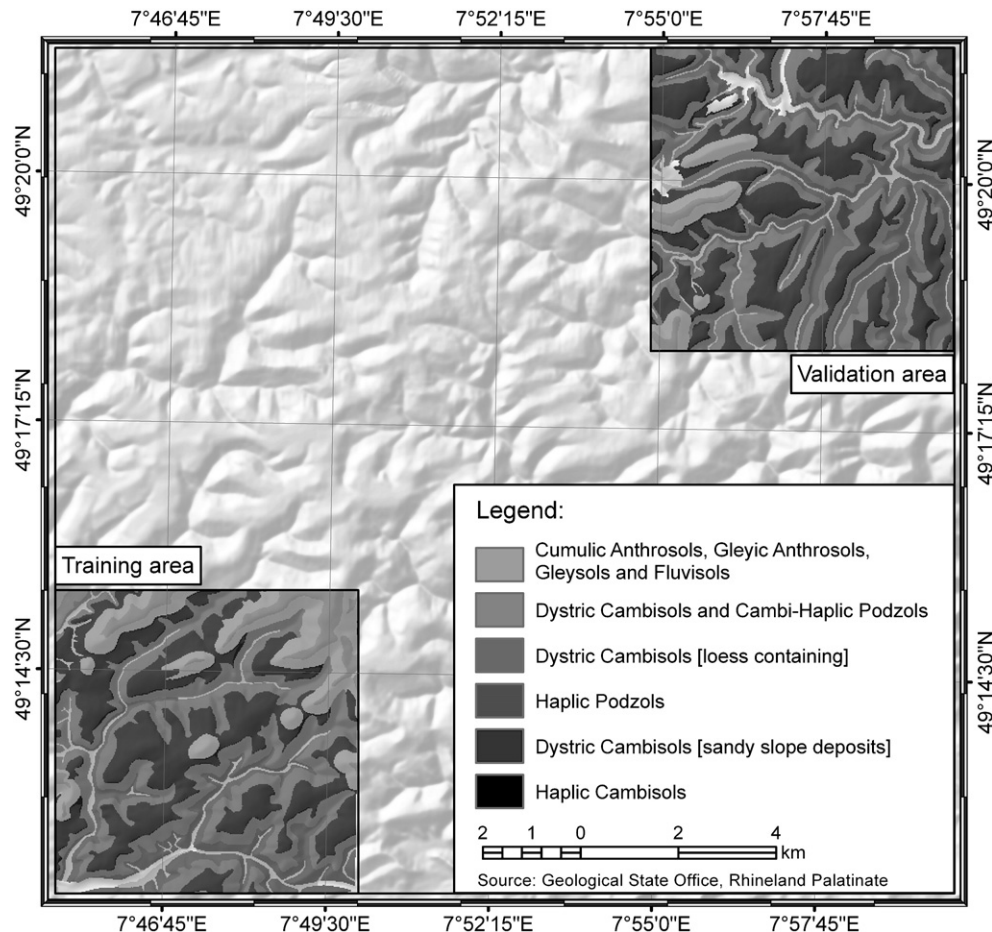 7°46'45"E 7°49'30"E 7°52'15"E 7°55'0"E 7°57'45"E
49°20'0"N
49°20'0"N
Validation area
49°17'15"N
49°17'15"N
Training area
49°14'30"N
49°14'30"N
Legend:
Cumulic Anthrosols, Gleyic Anthrosols,
Gleysols and Fluvisols
Dystric Cambisols and Cambi-Haplic Podzols
Dystric Cambisols [loess containing]
Haplic Podzols
Dystric Cambisols [sandy slope deposits]
Haplic Cambisols
2 1 0 2 4
km
Source: Geological State Office, Rhineland Palatinate
7°46'45"E 7°49'30"E 7°52'15"E 7°55'0"E 7°57'45"E